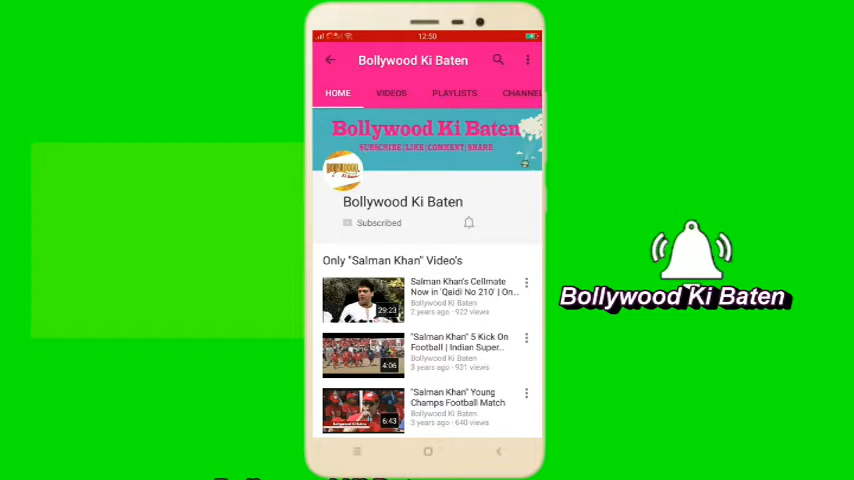 12:50
Bollywood Ki Baten
HOME VIDEOS PLAYLISTS CHANNEL
Bollywood Ki Baten
SUBSCRIBE | LIKE | COMMENT | SHARE
Bollywood Ki Baten
Subscribed
Only "Salman Khan" Video's
Salman Khan's Cellmate
Now in 'Qaidi No 210' | On...
Bollywood Ki Baten
2 years ago · 922 views
29:23
"Salman Khan" 5 Kick On
Football | Indian Super...
Bollywood Ki Baten
3 years ago · 931 views
4:06
"Salman Khan" Young
Champs Football Match
Bollywood Ki Baten
3 years ago · 640 views
6:43
Bollywood Ki Baten